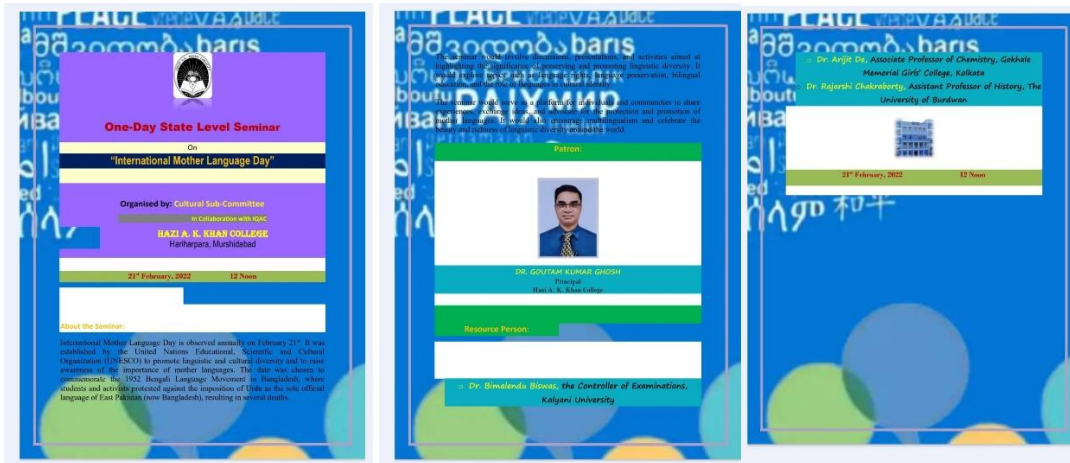 PEACE
baris
One-Day State Level Seminar
On
“International Mother Language Day”
Organised by: Cultural Sub-Committee
In Collaboration with IQAC
HAZI A. K. KHAN COLLEGE
Hariharpara, Murshidabad
21st February, 2022 12 Noon
About the Seminar:
International Mother Language Day is observed annually on February 21st. It was
established by the United Nations Educational, Scientific and Cultural
Organization (UNESCO) to promote linguistic and cultural diversity and to raise
awareness of the importance of mother languages. The date was chosen to
commemorate the 1952 Bengali Language Movement in Bangladesh, where
students and activists protested against the imposition of Urdu as the sole official
language of East Pakistan (now Bangladesh), resulting in several deaths.
PEACE
baris
The seminar would involve discussions, presentations, and activities aimed at
highlighting the significance of preserving and promoting linguistic diversity. It
would explore topics such as language rights, language preservation, bilingual
education, and the role of languages in cultural identity.
The seminar would serve as a platform for individuals and communities to share
experiences, exchange ideas, and advocate for the protection and promotion of
mother languages. It would also encourage multilingualism and celebrate the
beauty and richness of linguistic diversity around the world.
Patron:
DR. GOUTAM KUMAR GHOSH
Principal
Hazi A. K. Khan College
Resource Person:
Dr. Bimalendu Biswas, the Controller of Examinations,
Kalyani University
PEACE
baris
Dr. Arijit De, Associate Professor of Chemistry, Gokhale
Memorial Girls' College, Kolkata
Dr. Rajarshi Chakraborty, Assistant Professor of History, The
University of Burdwan
21st February, 2022 12 Noon
和平